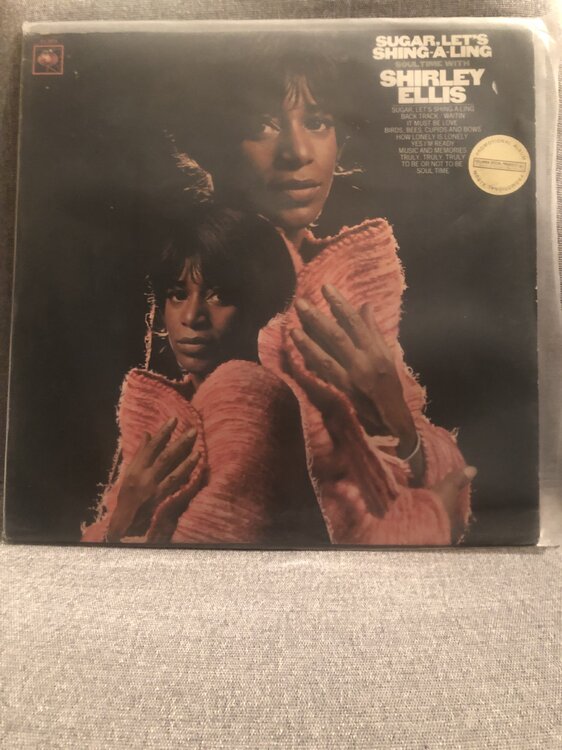 SUGAR, LET'S
SHING-A-LING
SOUL TIME WITH
SHIRLEY
ELLIS
SUGAR, LET'S SHING-A-LING
BACK TRACK / WAITIN'
IT MUST BE LOVE
BIRDS, BEES, CUPIDS AND BOWS
HOW LONELY IS LONELY
YES I'M READY
MUSIC AND MEMORIES
TRULY, TRULY, TRULY
TO BE OR NOT TO BE
SOUL TIME